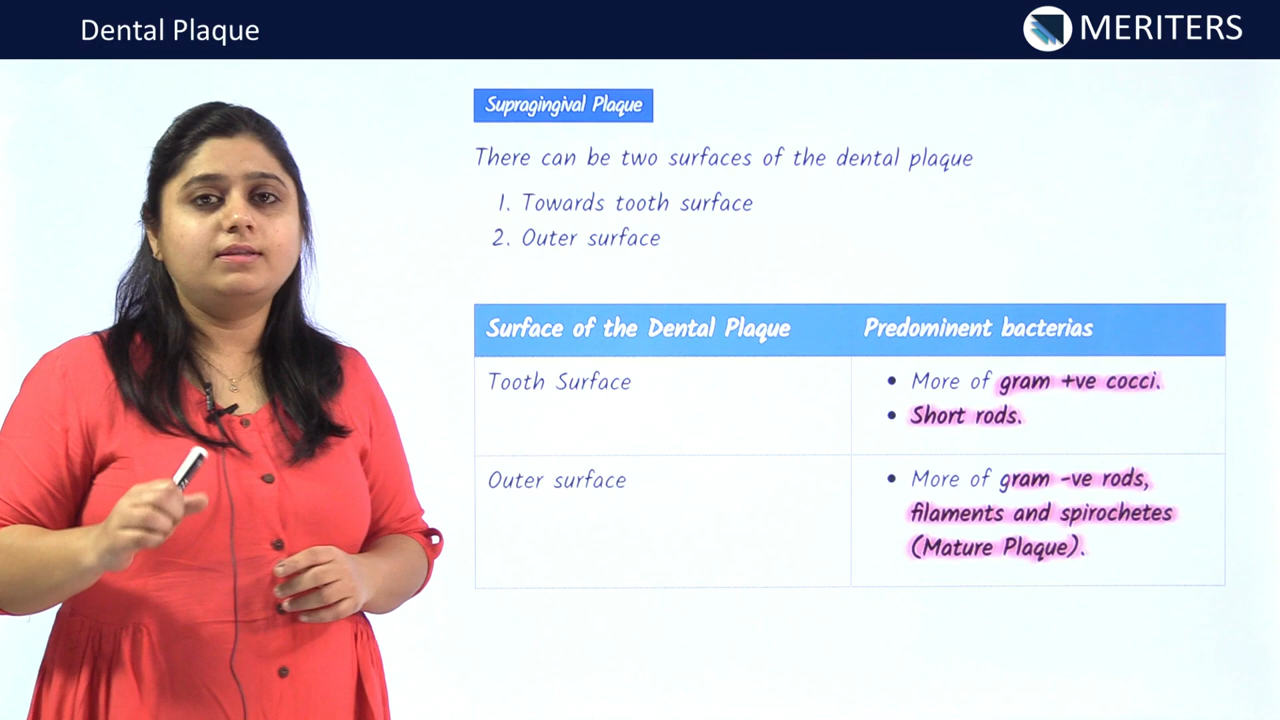 Dental Plaque
MERITERS
Supragingival Plaque
There can be two surfaces of the dental plaque
1. Towards tooth surface
2. Outer surface
Surface of the Dental Plaque
Predominent bacterias
Tooth Surface
• More of gram +ve cocci.
• Short rods.
Outer surface
• More of gram -ve rods,
filaments and spirochetes
(Mature Plaque).